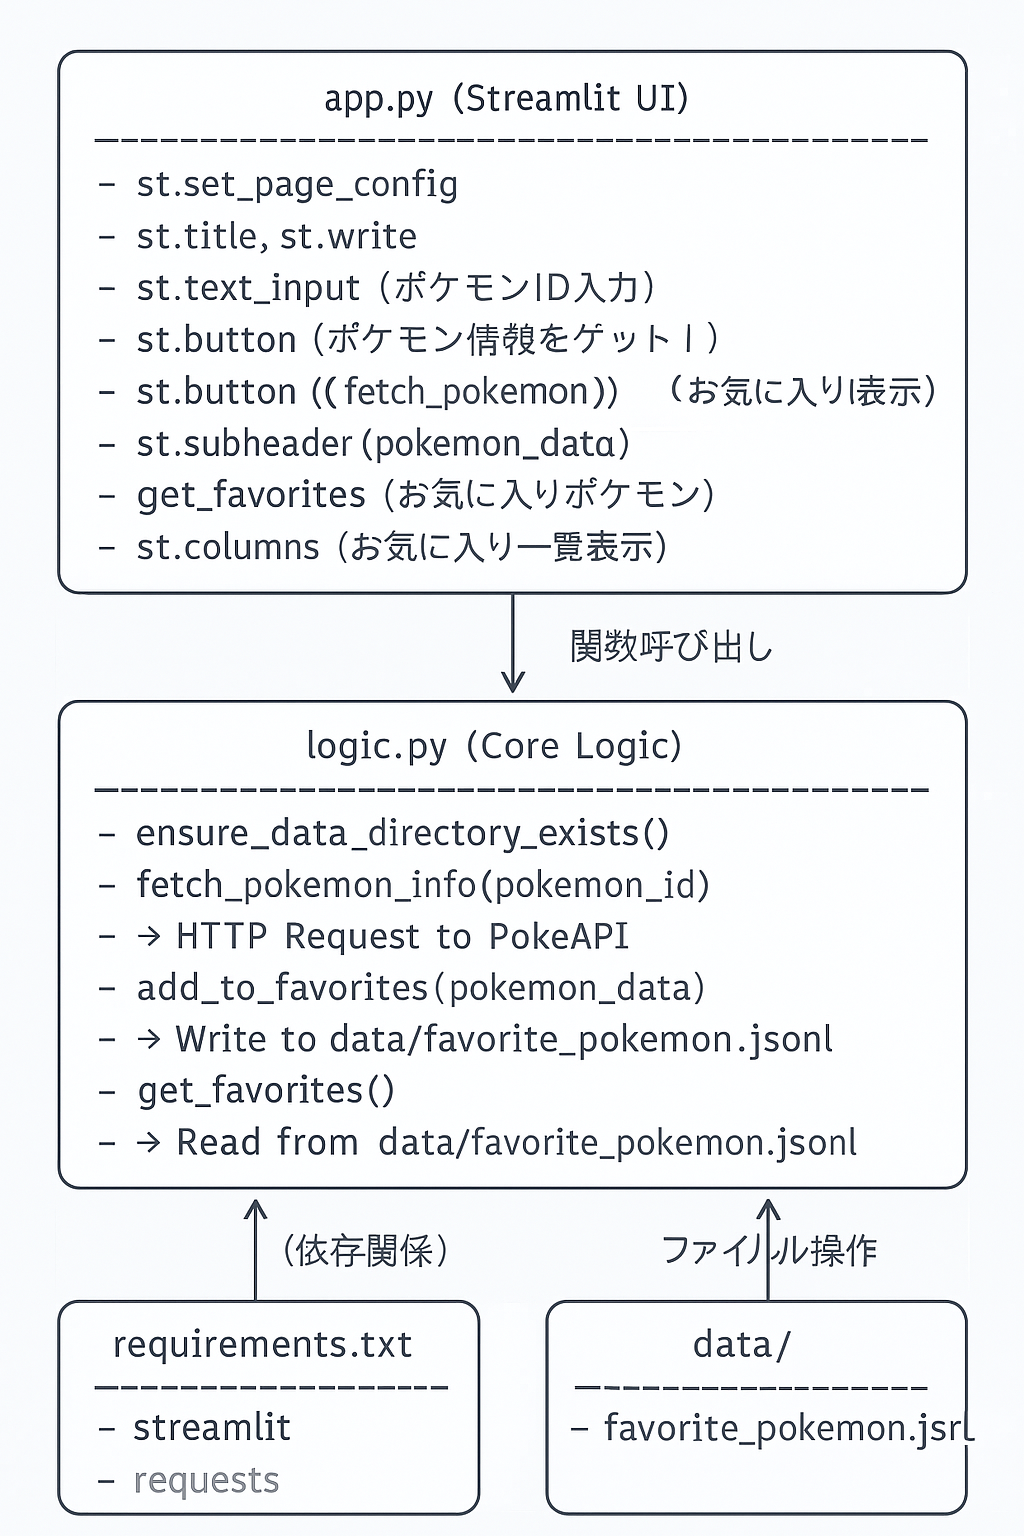 app.py (Streamlit UI)
– st.set_page_config
– st.title, st.write
– st.text_input (ポケモンID入力)
– st.button (ポケモン情報をゲット | )
– st.button ((fetch_pokemon)) (お気に入り表示)
– st.subheader (pokemon_data)
– get_favorites (お気に入りポケモン)
– st.columns (お気に入り一覧表示)
関数呼び出し
logic.py (Core Logic)
– ensure_data_directory_exists()
– fetch_pokemon_info(pokemon_id)
– → HTTP Request to PokeAPI
– add_to_favorites(pokemon_data)
– → Write to data/favorite_pokemon.jsonl
– get_favorites()
– → Read from data/favorite_pokemon.jsonl
(依存関係)
ファイル操作
requirements.txt
– streamlit
– requests
data/
– favorite_pokemon.jsrl